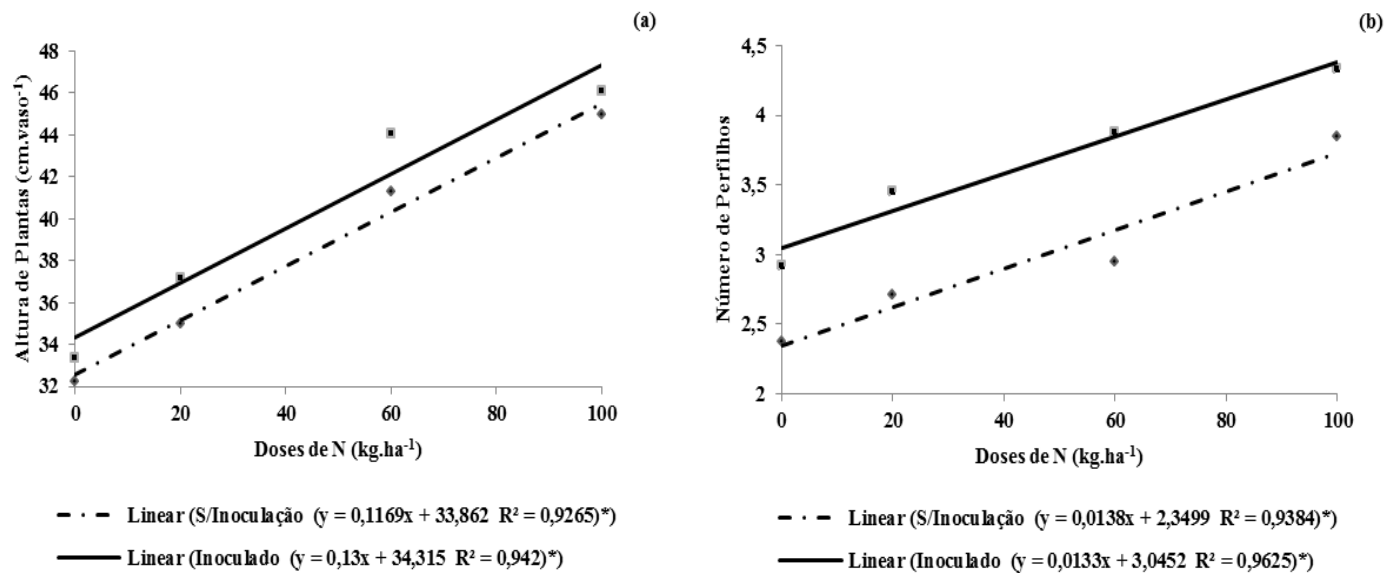 (a)
Altura de Plantas (cm.vaso⁻¹)
48
46
44
42
40
38
36
34
32
0 20 40 60 80 100
Doses de N (kg.ha⁻¹)
Linear (S/Inoculação (y = 0,1169x + 33,862 R² = 0,9265)*)
Linear (Inoculado (y = 0,13x + 34,315 R² = 0,942)*)
(b)
Número de Perfilhos
4,5
4
3,5
3
2,5
2
0 20 40 60 80 100
Doses de N (kg.ha⁻¹)
Linear (S/Inoculação (y = 0,0138x + 2,3499 R² = 0,9384)*)
Linear (Inoculado (y = 0,0133x + 3,0452 R² = 0,9625)*)